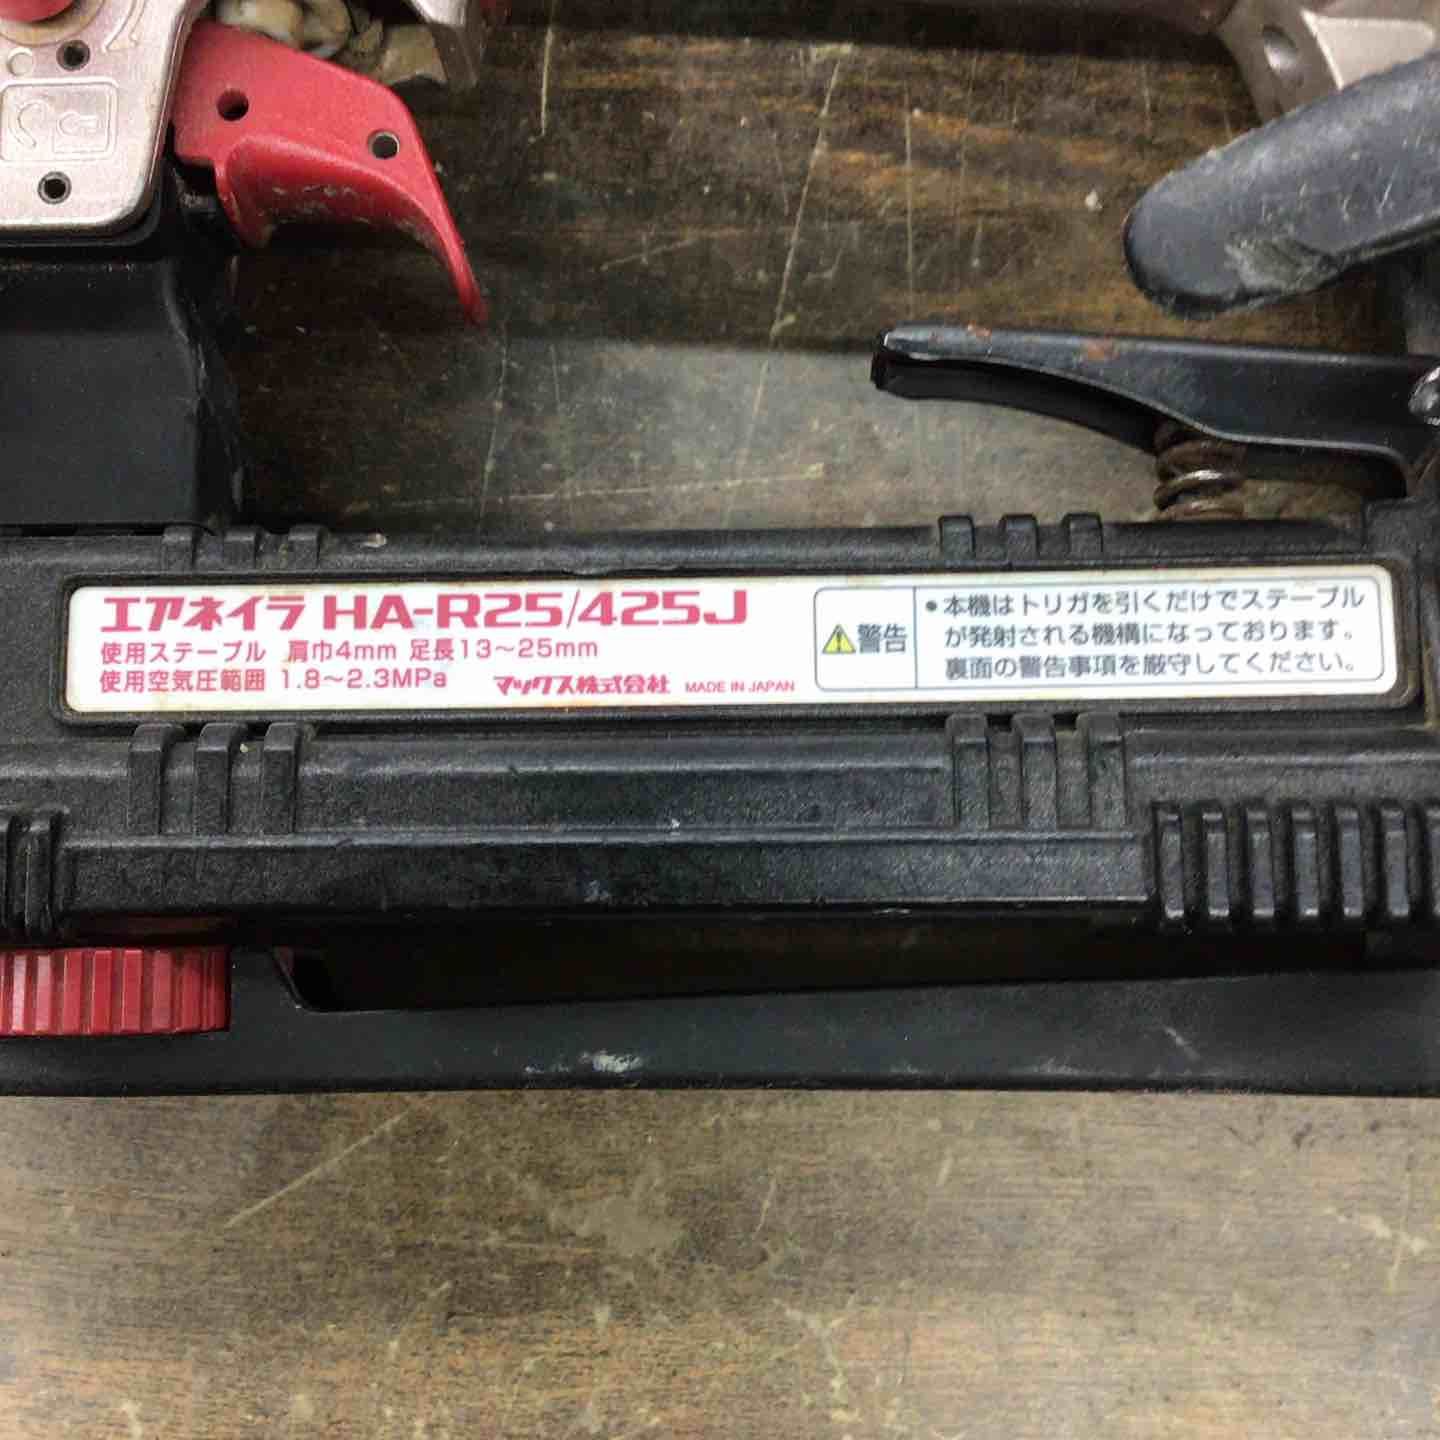 エアネイラ HA-R25/425J
使用ステープル 肩巾4mm 足長13〜25mm
使用空気圧範囲 1.8〜2.3MPa マックス株式会社 MADE IN JAPAN
警告
•本機はトリガを引くだけでステープル
が発射される機構になっております。
裏面の警告事項を厳守してください。